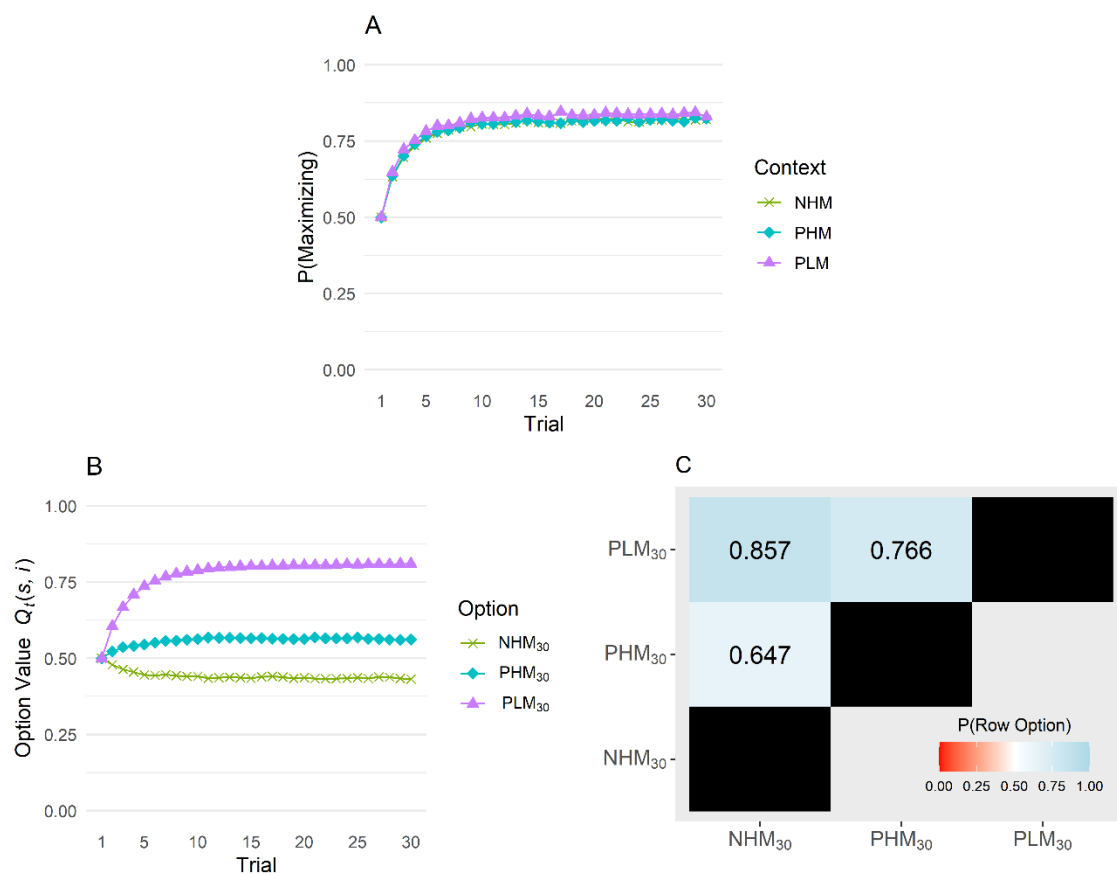 A
1.00
0.75
0.50
0.25
0.00
P(Maximizing)
1 5 10 15 20 25 30
Trial
Context
NHM
PHM
PLM
B
1.00
0.75
0.50
0.25
0.00
Option Value Qₜ(s, i)
1 5 10 15 20 25 30
Trial
Option
NHM₃₀
PHM₃₀
PLM₃₀
C
PLM₃₀ 0.857 0.766
PHM₃₀ 0.647
NHM₃₀
P(Row Option)
0.00 0.25 0.50 0.75 1.00
NHM₃₀ PHM₃₀ PLM₃₀